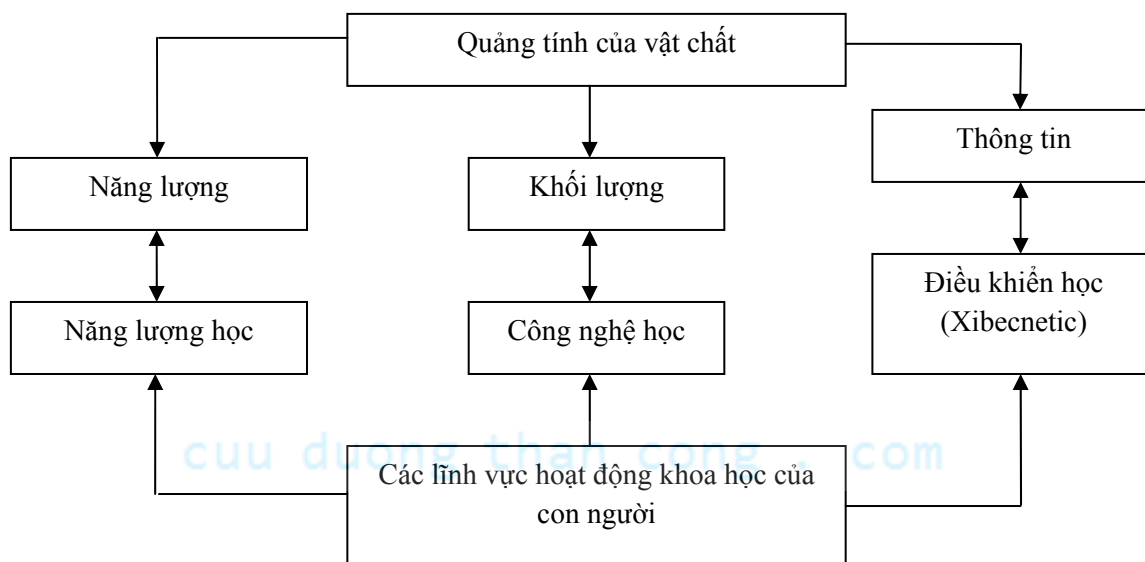 Quảng tính của vật chất
Năng lượng
Khối lượng
Thông tin
Năng lượng học
Công nghệ học
Điều khiển học
(Xibecnetic)
cuu duong than cong . com
Các lĩnh vực hoạt động khoa học của
con người